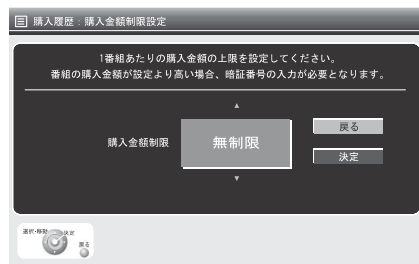 購入履歴：購入金額制限設定
1番組あたりの購入金額の上限を設定してください。
番組の購入金額が設定より高い場合、暗証番号の入力が必要となります。
購入金額制限
無制限
戻る
決定
選択・移動
決定
戻る